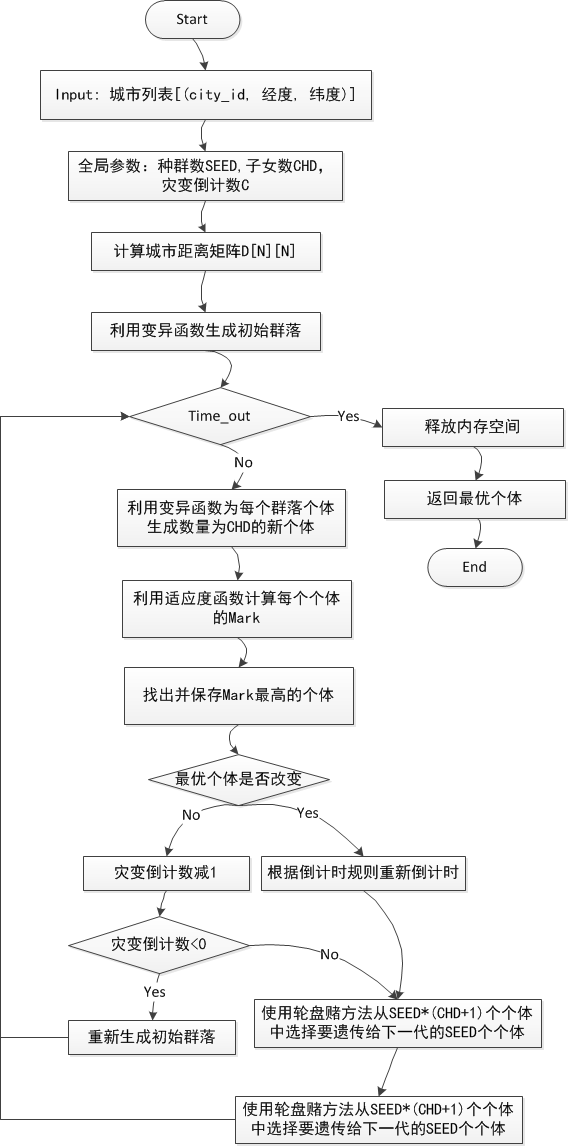 Start
Input: 城市列表[(city_id, 经度, 纬度)]
全局参数：种群数SEED,子女数CHD，
灾变倒计数C
计算城市距离矩阵D[N][N]
利用变异函数生成初始群落
Time_out
Yes
释放内存空间
返回最优个体
End
No
利用变异函数为每个群落个体
生成数量为CHD的新个体
利用适应度函数计算每个个体
的Mark
找出并保存Mark最高的个体
最优个体是否改变
No
Yes
灾变倒计数减1
根据倒计时规则重新倒计时
灾变倒计数<0
No
Yes
重新生成初始群落
使用轮盘赌方法从SEED*(CHD+1)个个体
中选择要遗传给下一代的SEED个个体
使用轮盘赌方法从SEED*(CHD+1)个个体
中选择要遗传给下一代的SEED个个体